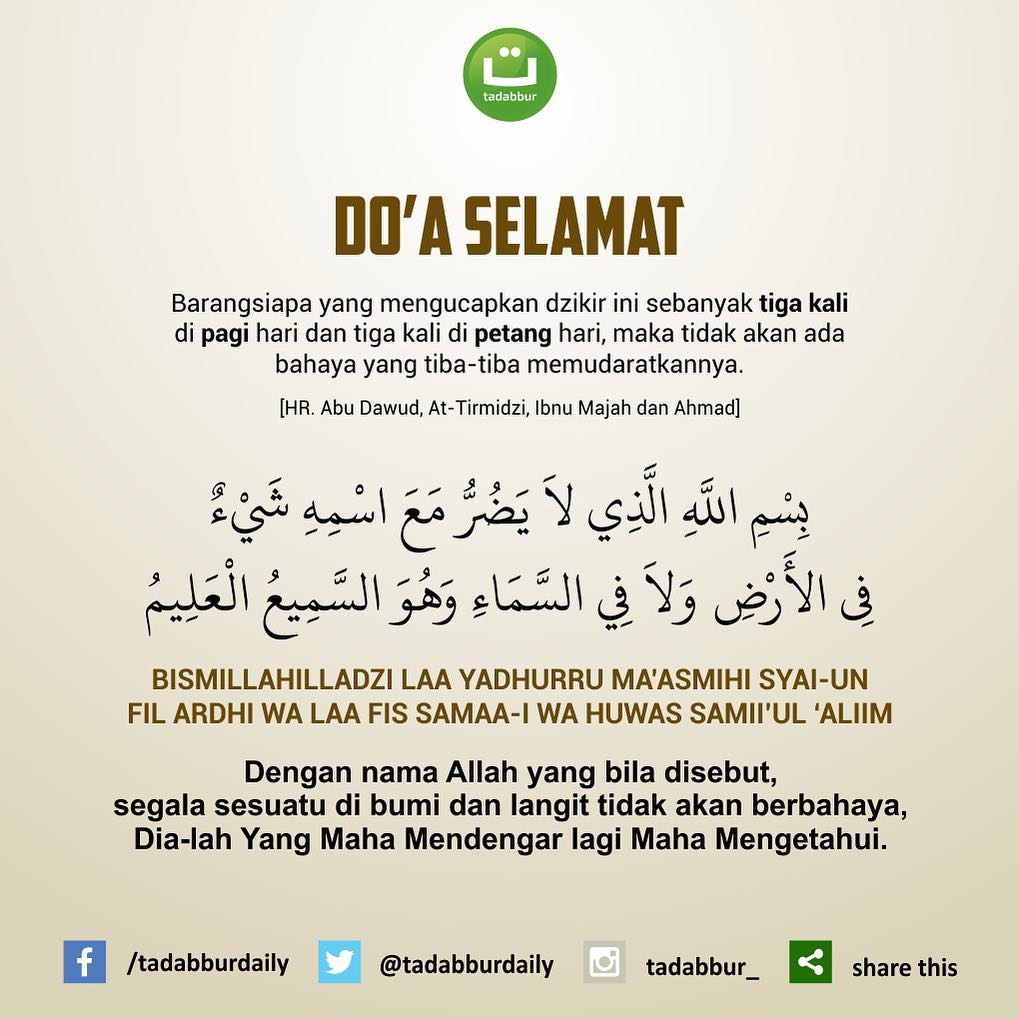 ت
tadabbur
DO'A SELAMAT
Barangsiapa yang mengucapkan dzikir ini sebanyak tiga kali
di pagi hari dan tiga kali di petang hari, maka tidak akan ada
bahaya yang tiba-tiba memudaratkannya.
[HR. Abu Dawud, At-Tirmidzi, Ibnu Majah dan Ahmad]
بِسْمِ اللَّهِ الَّذِي لاَ يَضُرُّ مَعَ اسْمِهِ شَيْءٌ
فِى الأَرْضِ وَلاَ فِي السَّمَاءِ وَهُوَ السَّمِيعُ الْعَلِيمُ
BISMILLAHILLADZI LAA YADHURRU MA'ASMIHI SYAI-UN
FIL ARDHI WA LAA FIS SAMAA-I WA HUWAS SAMII'UL ‘ALIIM
Dengan nama Allah yang bila disebut,
segala sesuatu di bumi dan langit tidak akan berbahaya,
Dia-lah Yang Maha Mendengar lagi Maha Mengetahui.
f /tadabburdaily @tadabburdaily tadabbur_ share this